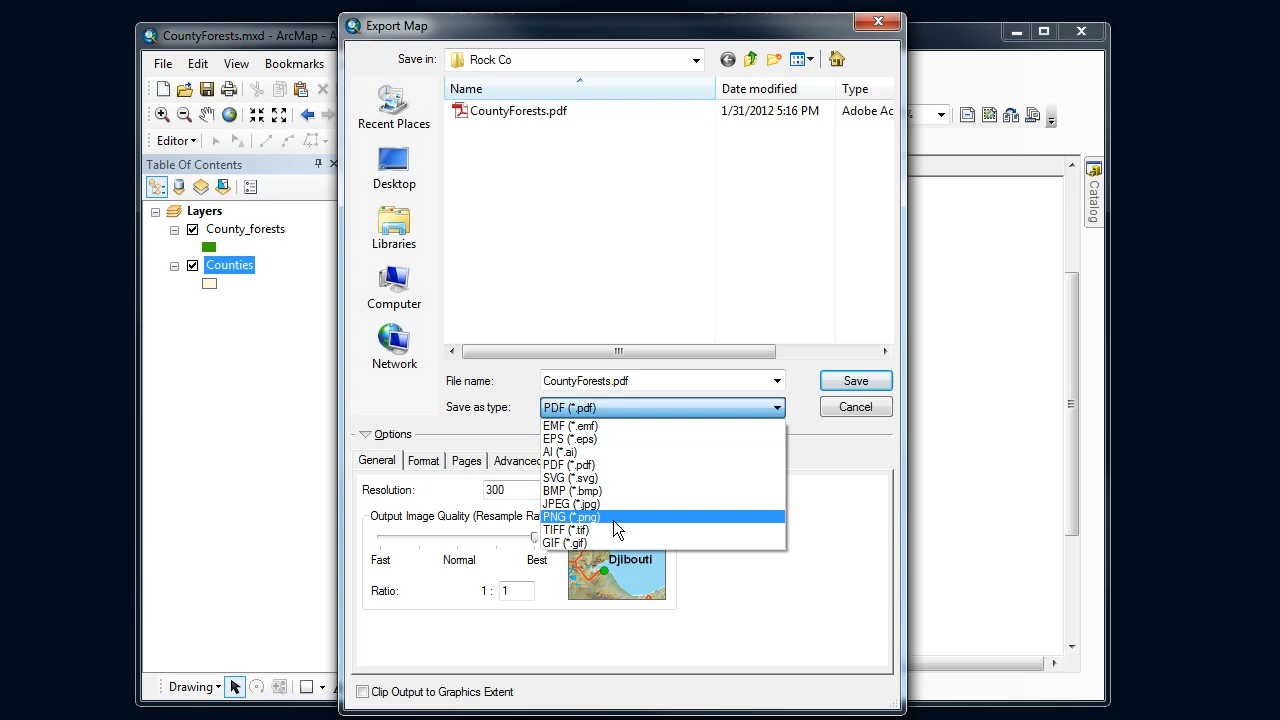 CountyForests.mxd - ArcMap - A
File Edit View Bookmarks
Editor
Table Of Contents
Layers
County_forests
Counties
Drawing
Catalog
%
Export Map
Save in: Rock Co
Recent Places
Desktop
Libraries
Computer
Network
Name Date modified Type
CountyForests.pdf 1/31/2012 5:16 PM Adobe Ac
File name: CountyForests.pdf Save
Save as type: PDF (*.pdf) Cancel
EMF (*.emf)
EPS (*.eps)
AI (*.ai)
PDF (*.pdf)
SVG (*.svg)
BMP (*.bmp)
JPEG (*.jpg)
PNG (*.png)
TIFF (*.tif)
GIF (*.gif)
Options
General Format Pages Advanced
Resolution: 300
Output Image Quality (Resample Ra
Fast Normal Best
Ratio: 1 : 1
Djibouti
Clip Output to Graphics Extent